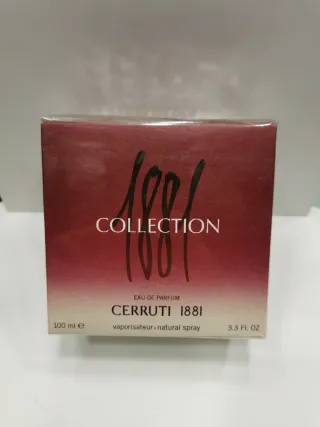 1881
COLLECTION
EAU DE PARFUM
CERRUTI 1881
100 ml e vaporisateur - natural spray 3.3 FL. OZ